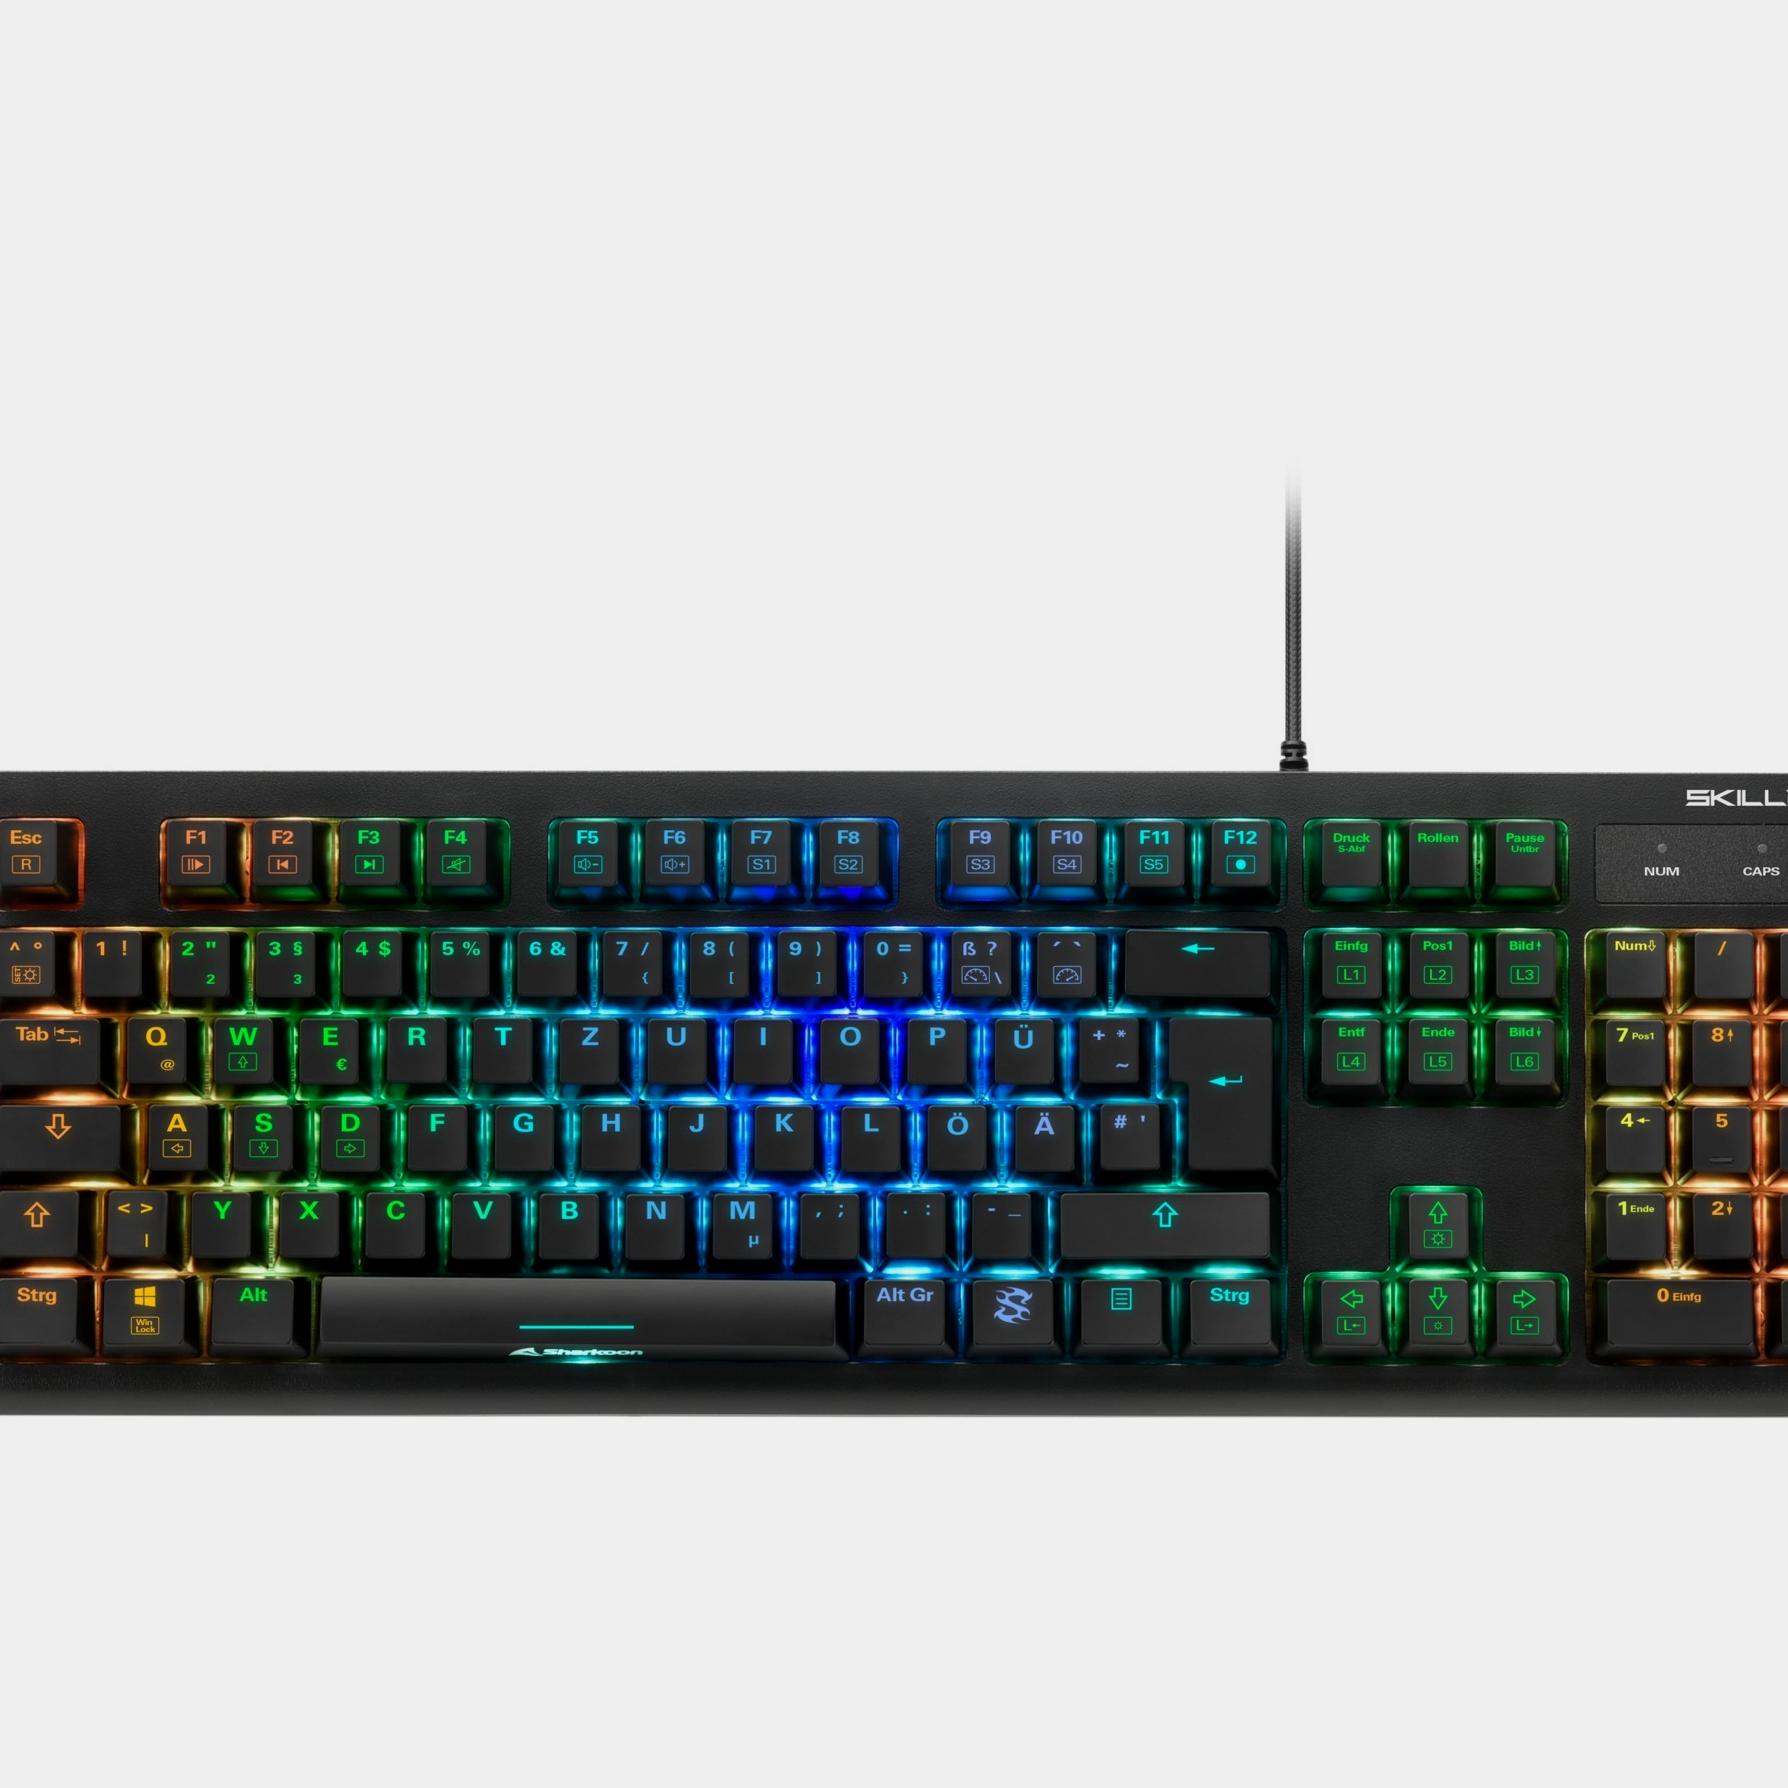 SKILL
Esc F1 F2 F3 F4 F5 F6 F7 F8 F9 F10 F11 F12 Druck Rollen Pause
S-Abf Untbr
R S1 S2 S3 S4 S5
NUM CAPS
^ ° 1 ! 2 " 3 § 4 $ 5 % 6 & 7 / 8 ( 9 ) 0 = ß ? ´ ` Einfg Pos1 Bild Num /
SET 2 3 { [ ] } \ L1 L2 L3
Tab Q W E R T Z U I O P Ü + * Entf Ende Bild 7 Pos1 8
@ € ~ L4 L5 L6
A S D F G H J K L Ö Ä # ' 4 5
< > Y X C V B N M , ; . : - _ 1 Ende 2
| µ
Strg Alt Alt Gr Strg 0 Einfg
Win
Lock L L
Sharkoon